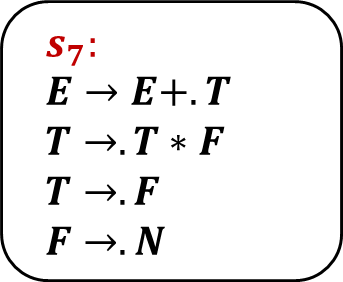 s₇:
E → E+. T
T →. T ∗ F
T →. F
F →. N